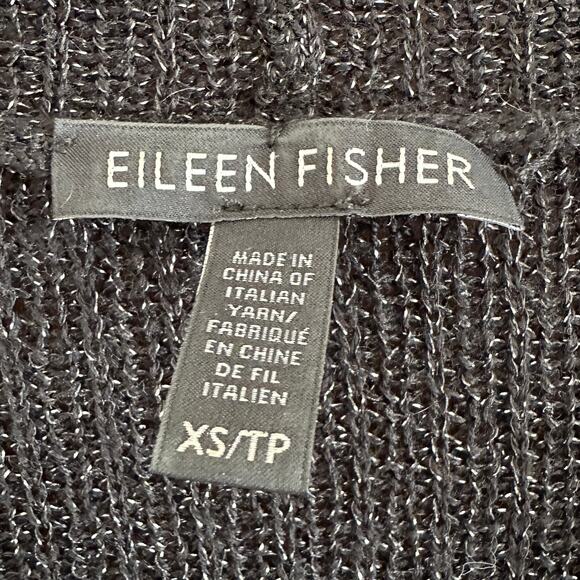 EILEEN FISHER
MADE IN
CHINA OF
ITALIAN
YARN/
FABRIQUÉ
EN CHINE
DE FIL
ITALIEN
XS/TP